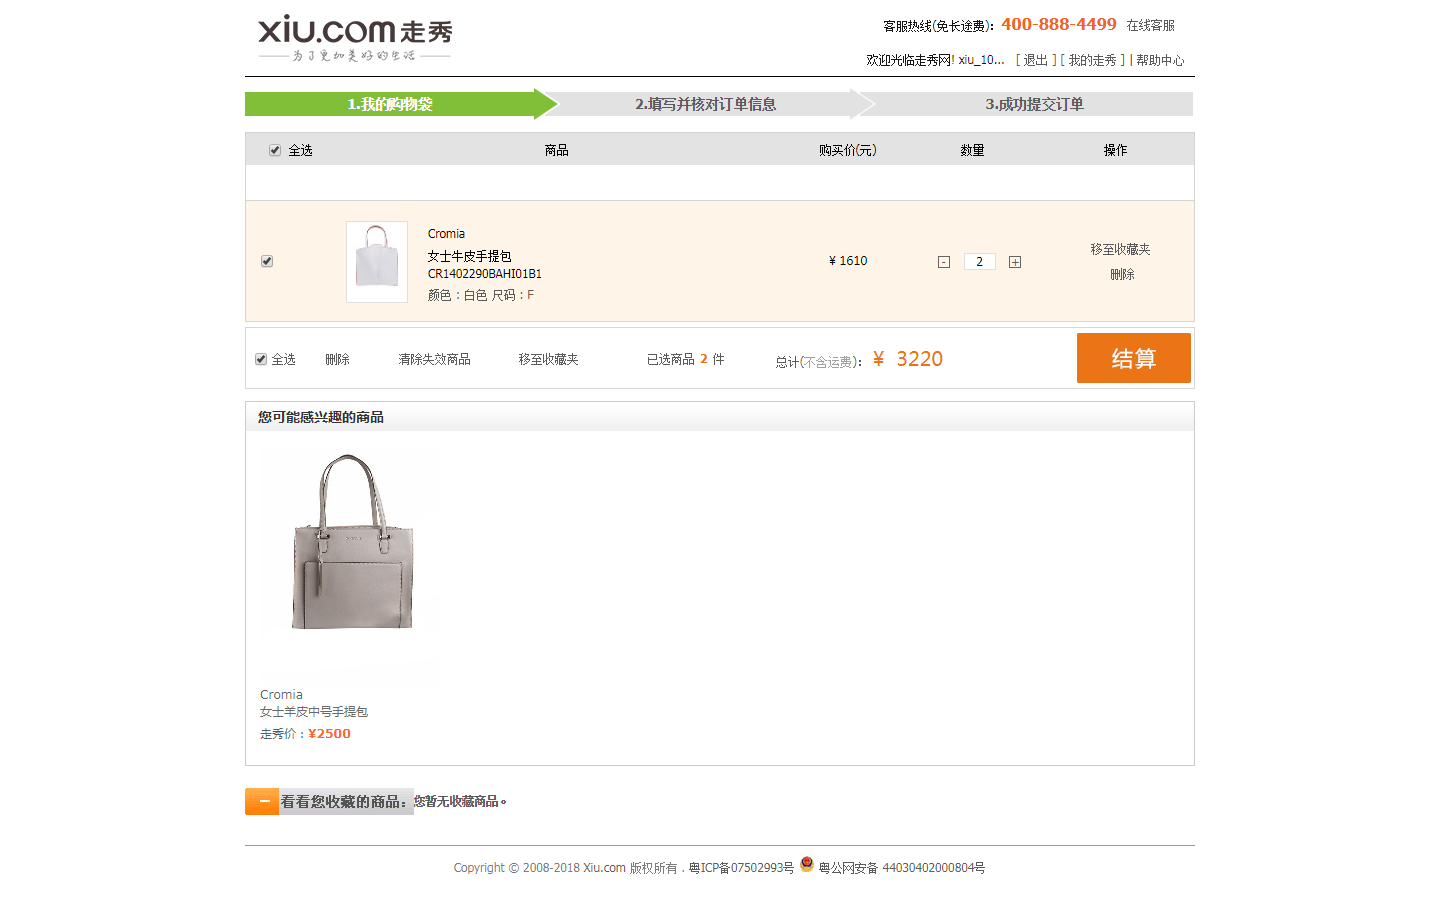 xiu.com 走秀
为了更加美好的生活
客服热线(免长途费)：400-888-4499 在线客服
欢迎光临走秀网! xiu_10... [ 退出 ] [ 我的走秀 ] | 帮助中心
1.我的购物袋 2.填写并核对订单信息 3.成功提交订单
全选 商品 购买价(元) 数量 操作
Cromia
女士牛皮手提包
CR1402290BAHI01B1
颜色：白色 尺码：F
¥ 1610
- 2 +
移至收藏夹
删除
全选 删除 清除失效商品 移至收藏夹 已选商品 2 件 总计(不含运费)： ¥ 3220 结算
您可能感兴趣的商品
Cromia
女士羊皮中号手提包
走秀价：¥2500
看看您收藏的商品：您暂无收藏商品。
Copyright © 2008-2018 Xiu.com 版权所有 . 粤ICP备07502993号 粤公网安备 44030402000804号